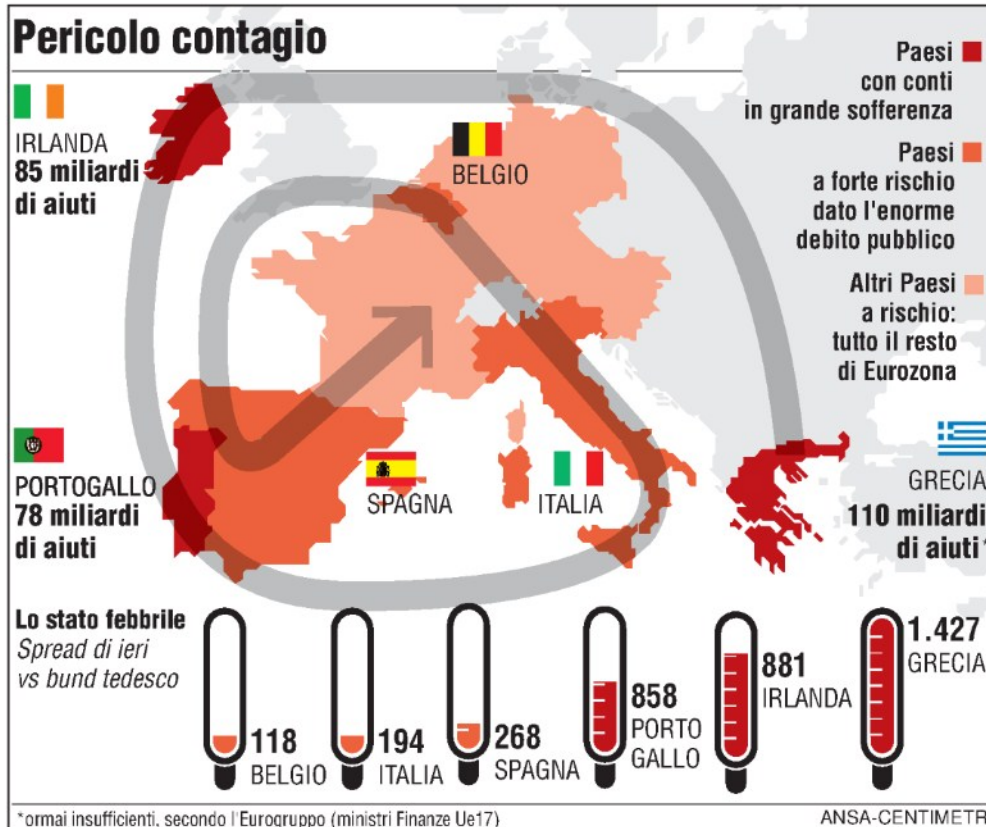 Pericolo contagio
IRLANDA
85 miliardi
di aiuti
BELGIO
Paesi
con conti
in grande sofferenza
Paesi
a forte rischio
dato l'enorme
debito pubblico
Altri Paesi
a rischio:
tutto il resto
di Eurozona
PORTOGALLO
78 miliardi
di aiuti
SPAGNA
ITALIA
GRECIA
110 miliardi
di aiuti*
Lo stato febbrile
Spread di ieri
vs bund tedesco
118
BELGIO
194
ITALIA
268
SPAGNA
858
PORTO
GALLO
881
IRLANDA
1.427
GRECIA
*ormai insufficienti, secondo l'Eurogruppo (ministri Finanze Ue17)
ANSA-CENTIMETR